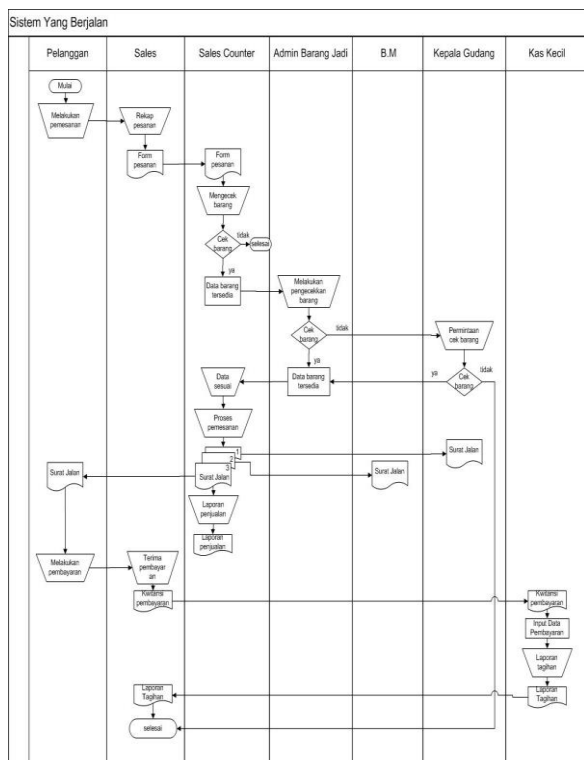 Sistem Yang Berjalan
Pelanggan
Sales
Sales Counter
Admin Barang Jadi
B.M
Kepala Gudang
Kas Kecil
Mulai
Melakukan
pemesanan
Rekap
pesanan
Form
pesanan
Form
pesanan
Mengecek
barang
Cek
barang
tidak
selesai
ya
Data barang
tersedia
Melakukan
pengecekkan
barang
Cek
barang
tidak
ya
Permintaan
cek barang
Cek
barang
ya
tidak
Data barang
tersedia
Data
sesuai
Proses
pemesanan
1
2
3
Surat Jalan
Surat Jalan
Surat Jalan
Surat Jalan
Laporan
penjualan
Laporan
penjualan
Melakukan
pembayaran
Terima
pembayar
an
Kwitansi
pembayaran
Kwitansi
pembayaran
Input Data
Pembayaran
Laporan
tagihan
Laporan
Tagihan
Laporan
Tagihan
selesai